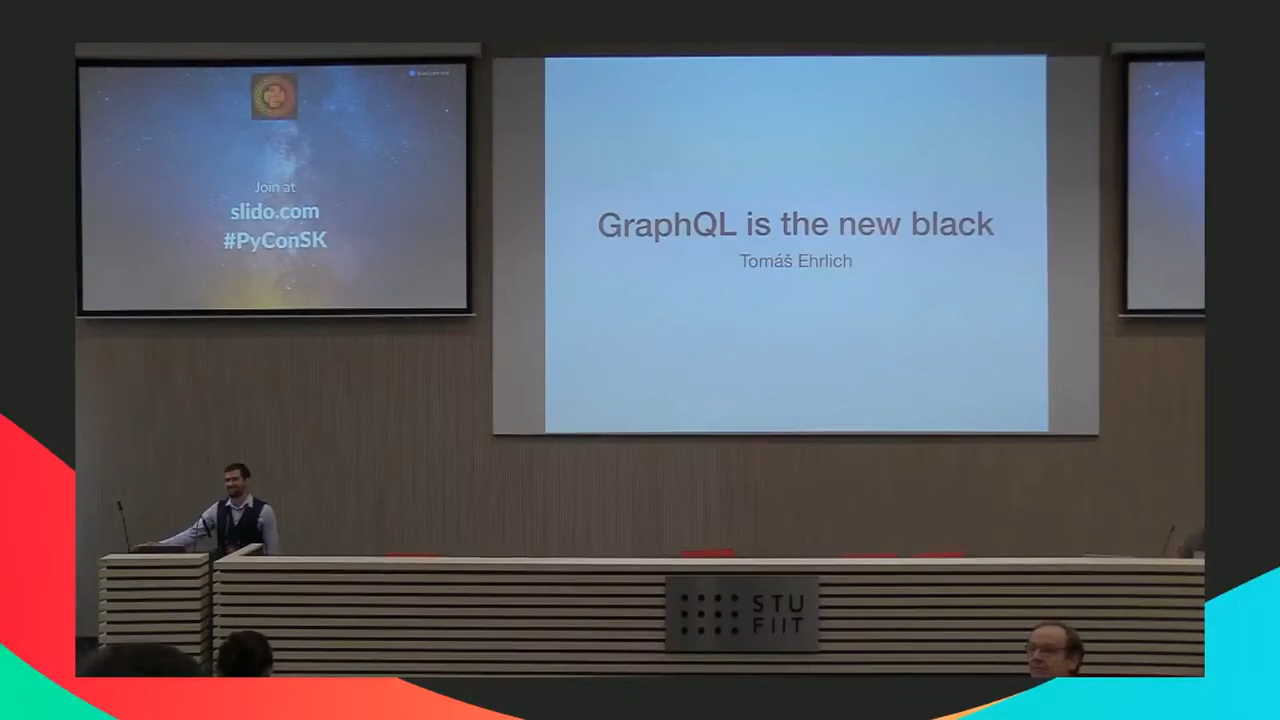 Join at
slido.com
#PyConSK
GraphQL is the new black
Tomáš Ehrlich
STU
FIIT